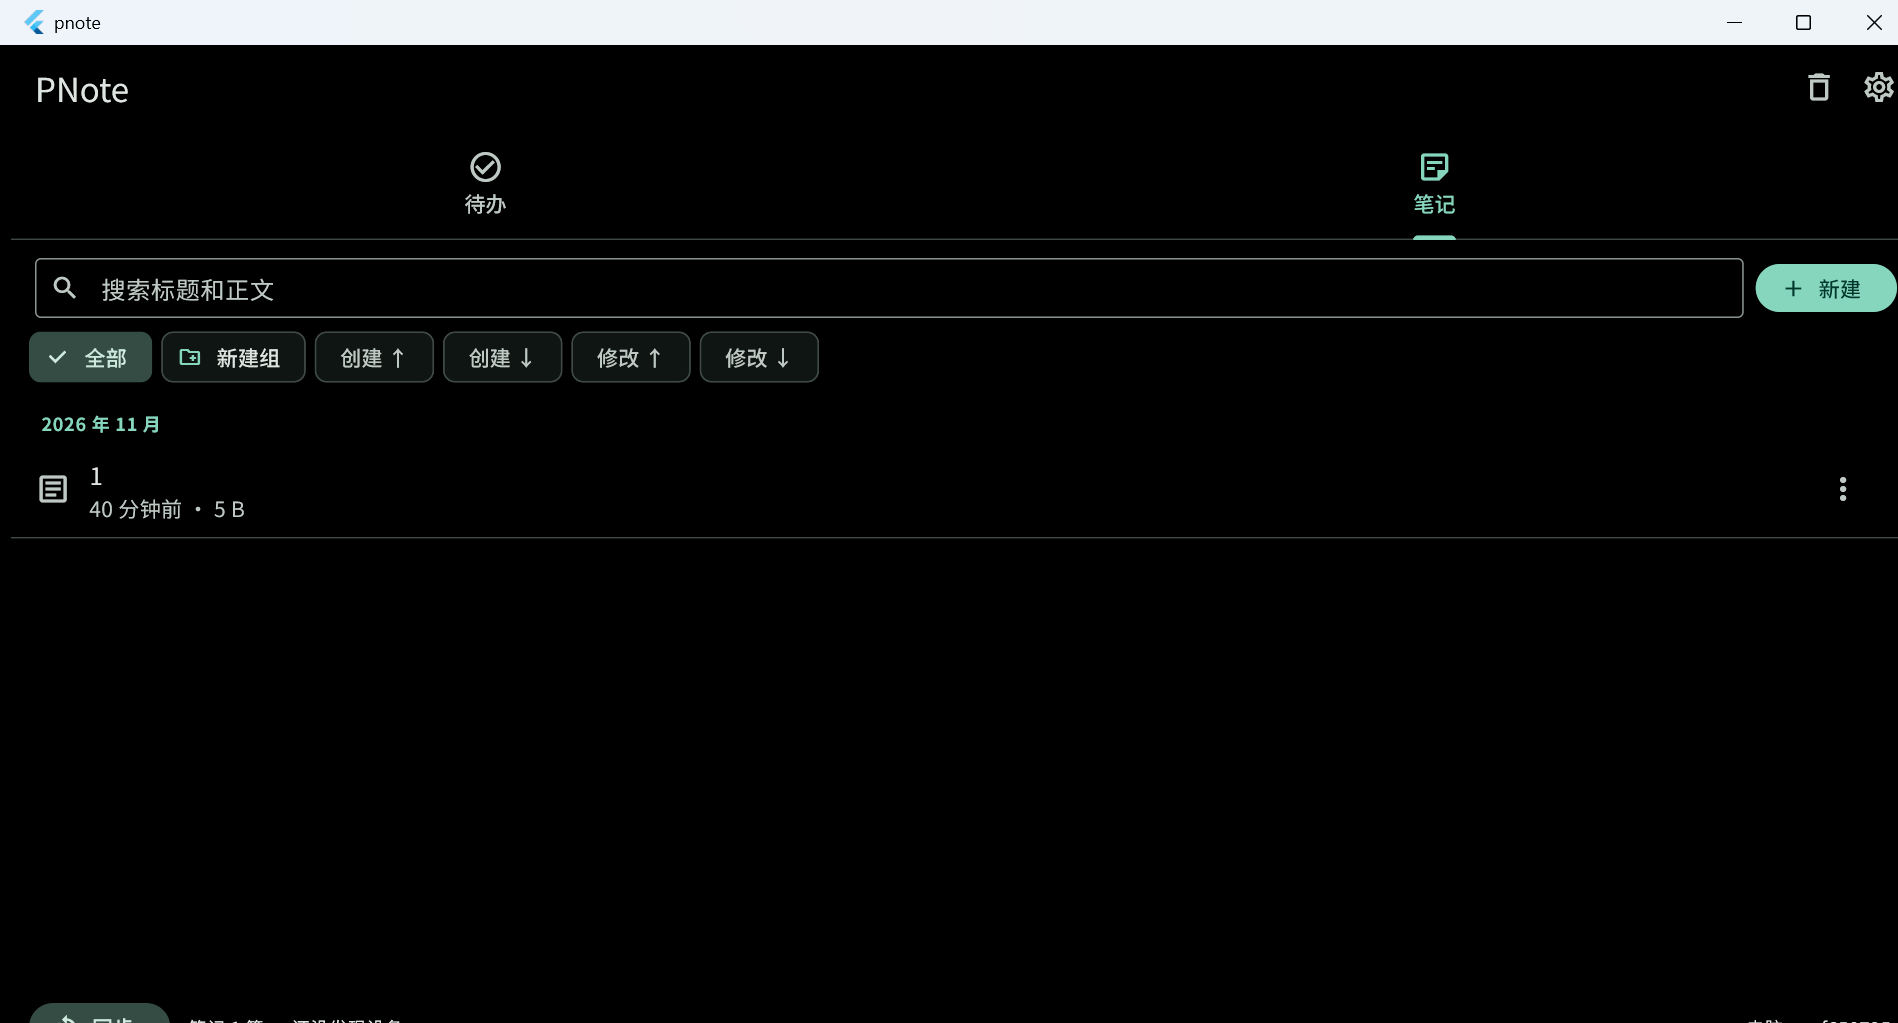 pnote
PNote
待办
笔记
搜索标题和正文
新建
全部
新建组
创建 ↑
创建 ↓
修改 ↑
修改 ↓
2026 年 11 月
1
40 分钟前 · 5 B